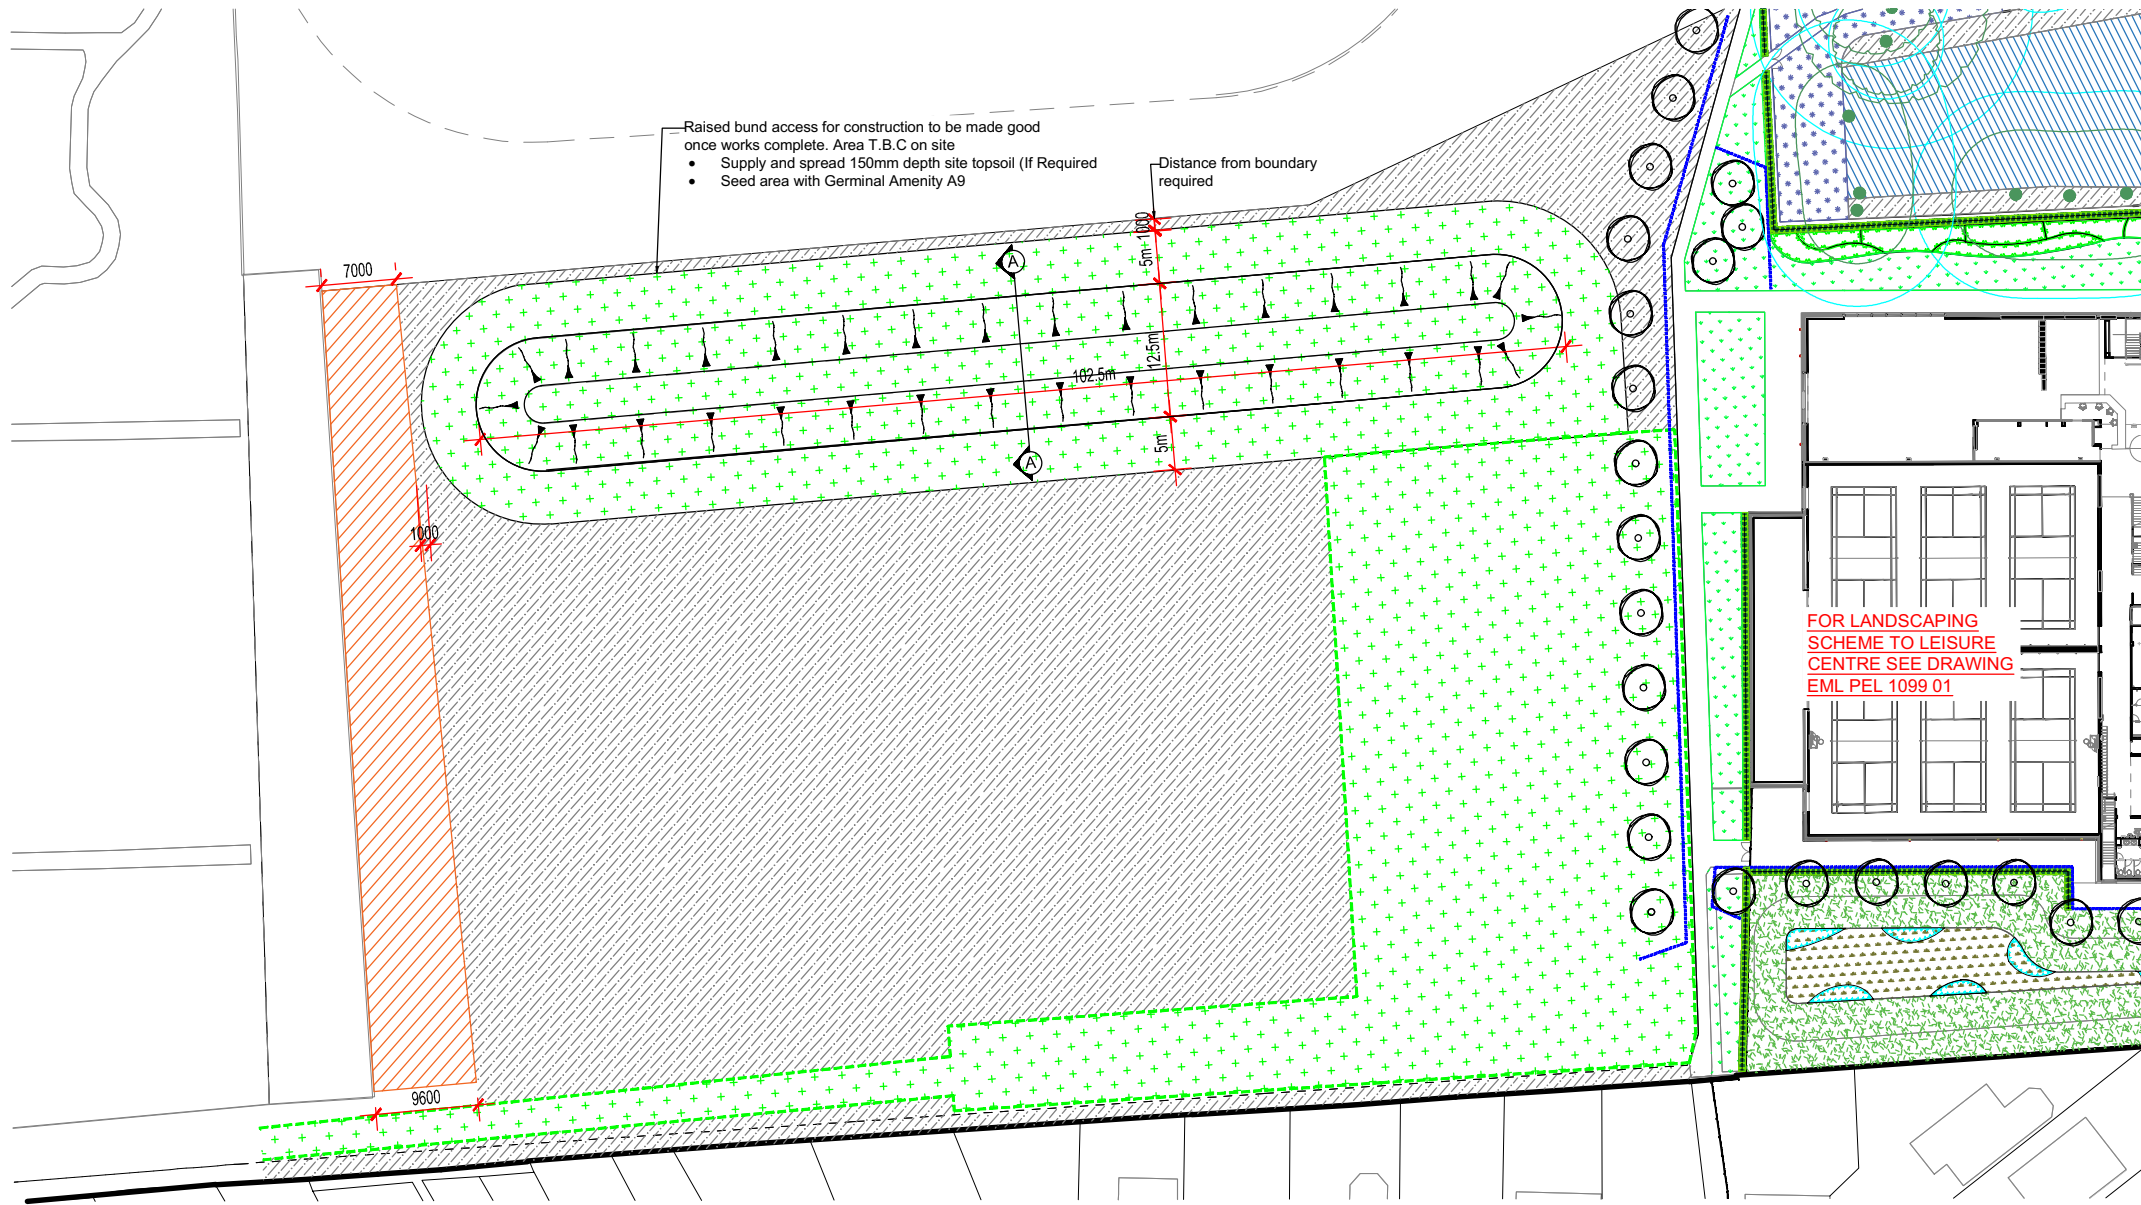 Raised bund access for construction to be made good
once works complete. Area T.B.C on site
• Supply and spread 150mm depth site topsoil (If Required
• Seed area with Germinal Amenity A9
Distance from boundary
required
7000
1000
5m
A
12.5m
102.5m
5m
A
1000
FOR LANDSCAPING
SCHEME TO LEISURE
CENTRE SEE DRAWING
EML PEL 1099 01
9600